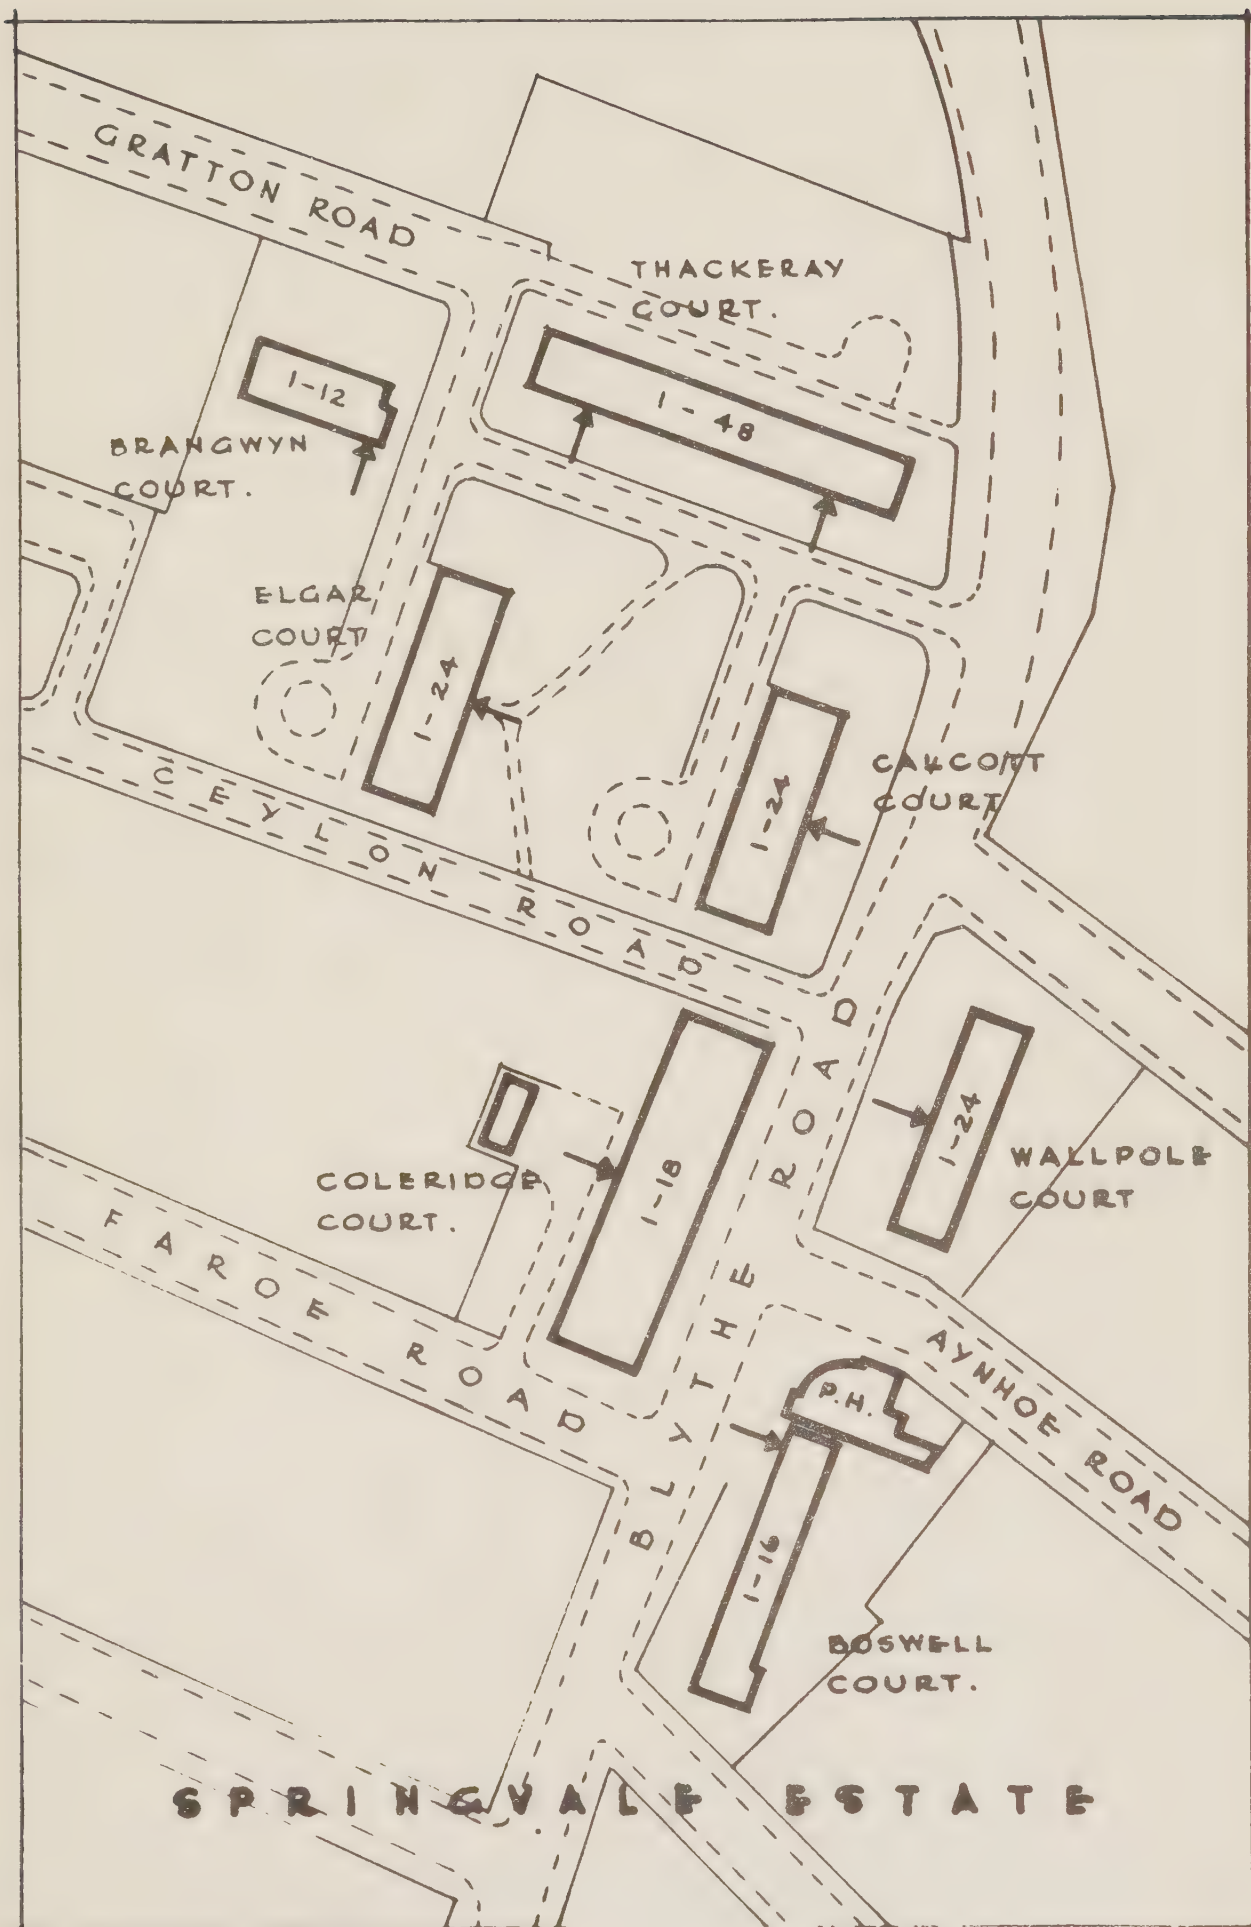 GRATTON ROAD
THACKERAY
COURT.
1-12
1-48
BRANGWYN
COURT.
ELGAR
COURT
1-24
CALCOTT
COURT
1-24
CEYLON ROAD
1-24
WALLPOLE
COURT
COLERIDGE
COURT.
1-18
BLYTHE ROAD
FAROE ROAD
AYNHOE ROAD
P.H.
1-16
BOSWELL
COURT.
SPRINGVALE ESTATE